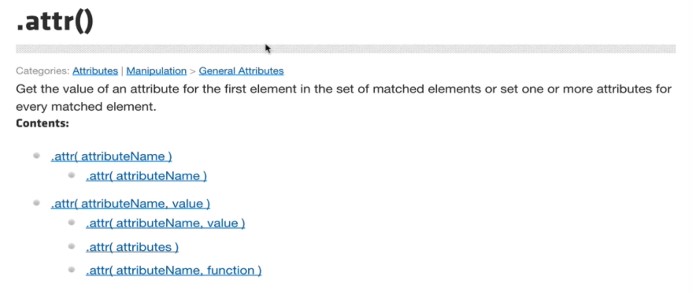 .attr()
Categories: Attributes | Manipulation > General Attributes
Get the value of an attribute for the first element in the set of matched elements or set one or more attributes for
every matched element.
Contents:
.attr( attributeName )
.attr( attributeName )
.attr( attributeName, value )
.attr( attributeName, value )
.attr( attributes )
.attr( attributeName, function )